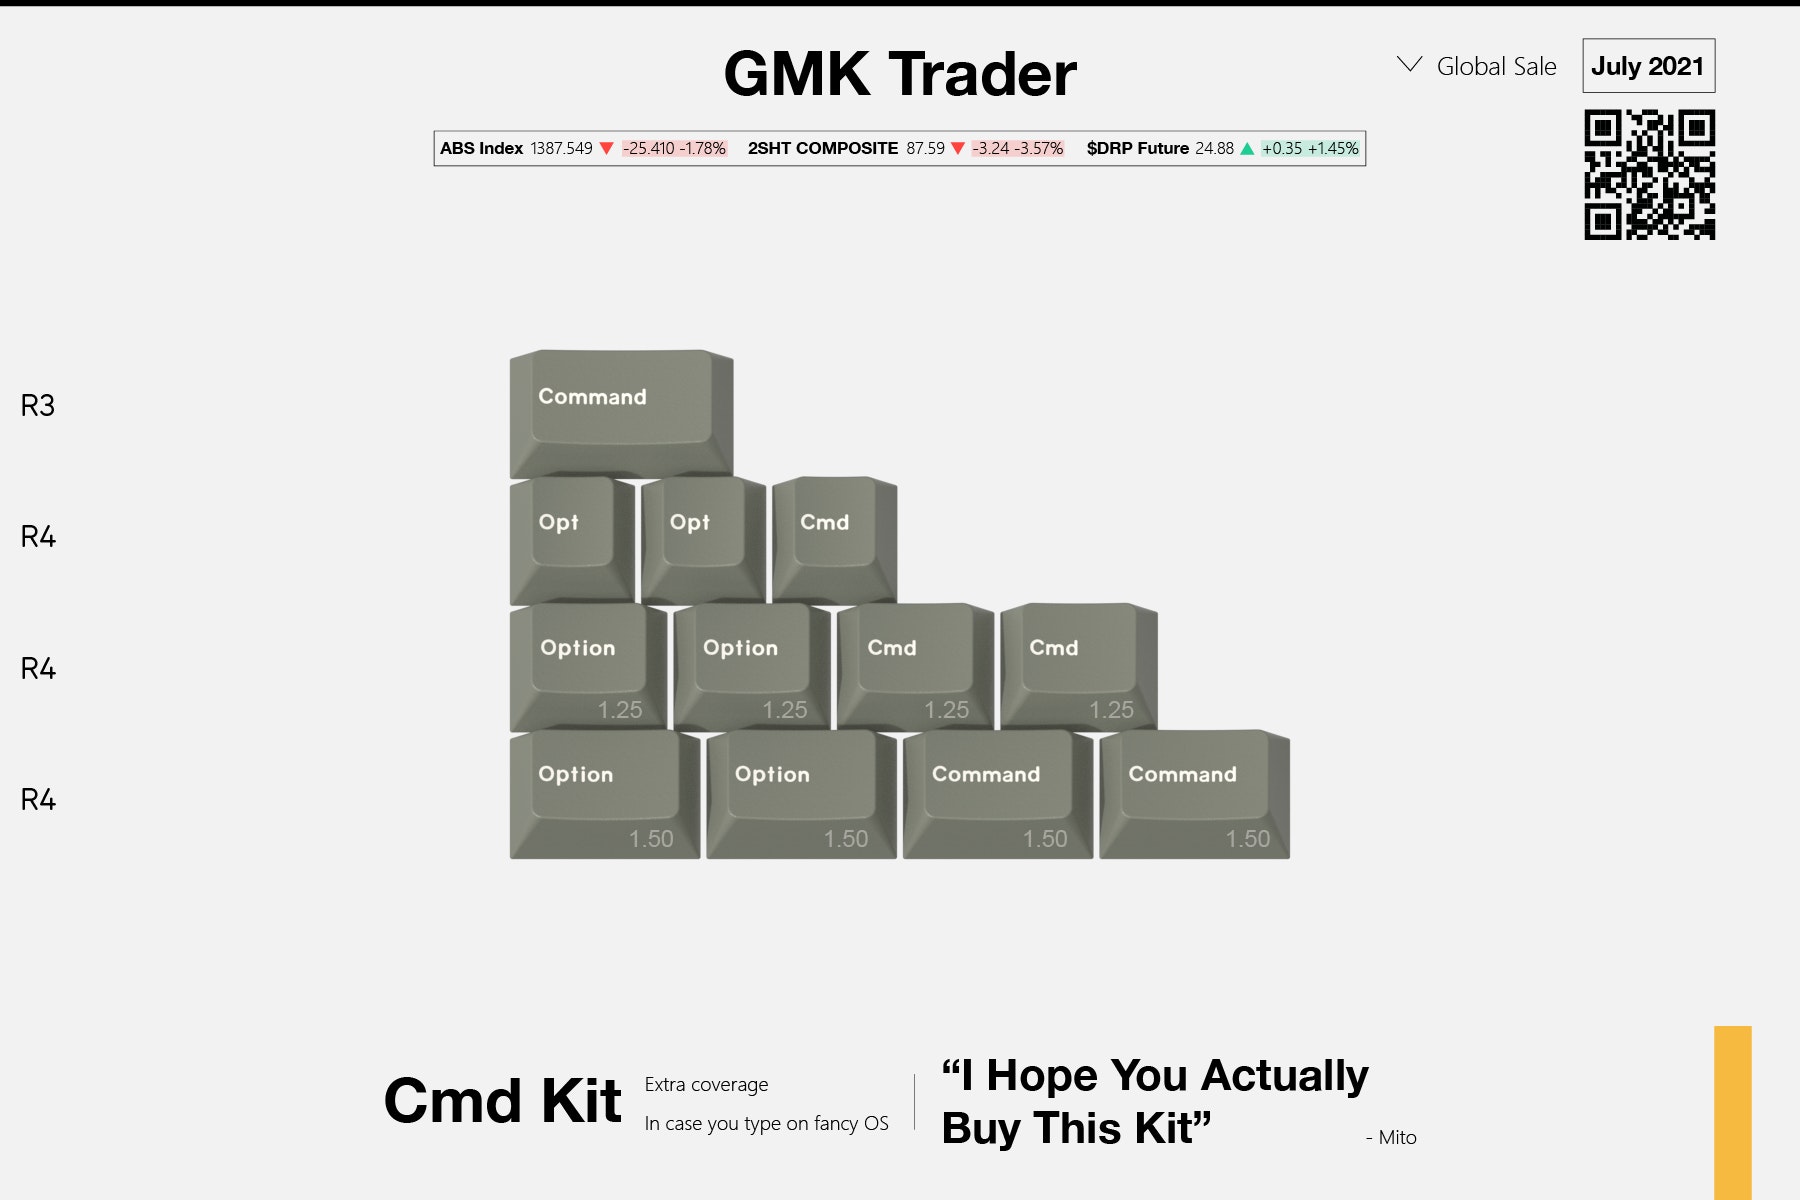 GMK Trader
Global Sale
July 2021
ABS Index 1387.549 ▼ -25.410 -1.78% 2SHT COMPOSITE 87.59 ▼ -3.24 -3.57% $DRP Future 24.88 ▲ +0.35 +1.45%
R3
Command
R4
Opt Opt Cmd
R4
Option Option Cmd Cmd
1.25 1.25 1.25 1.25
R4
Option Option Command Command
1.50 1.50 1.50 1.50
Cmd Kit
Extra coverage
In case you type on fancy OS
“I Hope You Actually
Buy This Kit”
- Mito